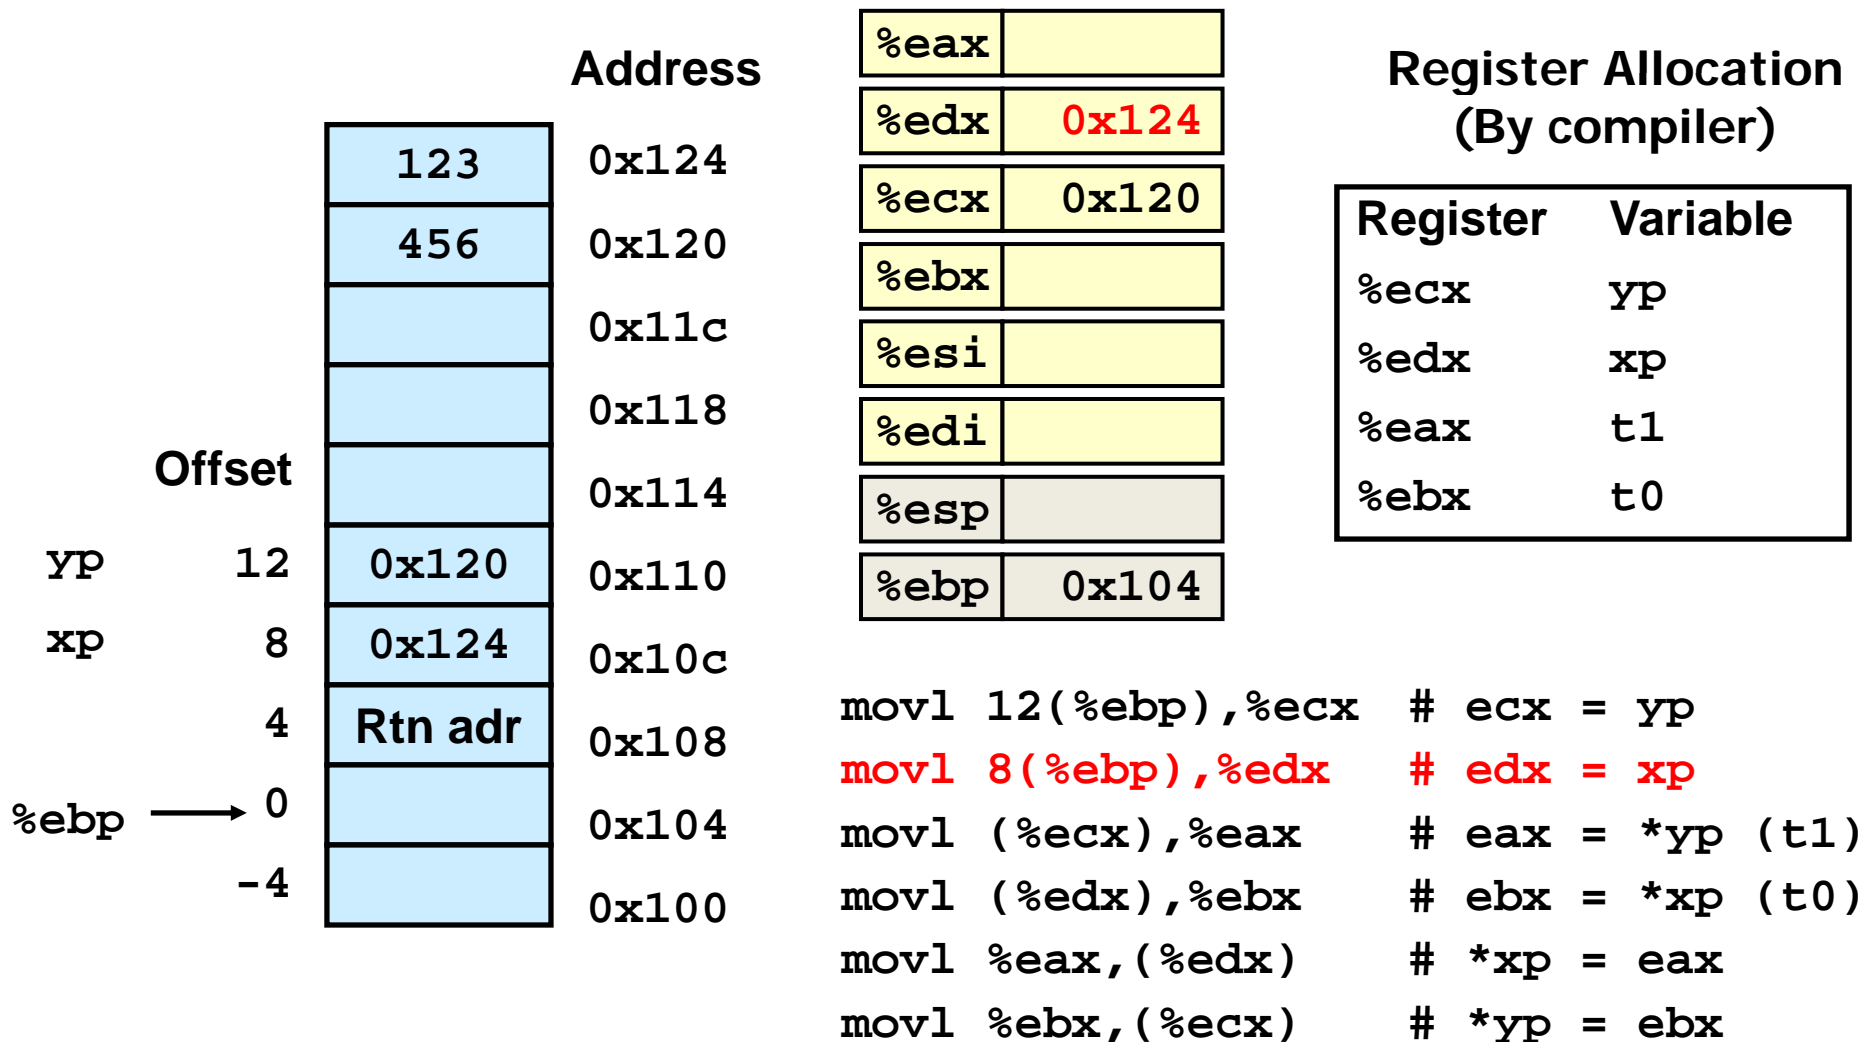 Address
123 0x124
456 0x120
0x11c
0x118
Offset 0x114
yp 12 0x120 0x110
xp 8 0x124 0x10c
4 Rtn adr 0x108
%ebp 0 0x104
-4 0x100
%eax
%edx 0x124
%ecx 0x120
%ebx
%esi
%edi
%esp
%ebp 0x104
Register Allocation
(By compiler)
Register Variable
%ecx yp
%edx xp
%eax t1
%ebx t0
movl 12(%ebp),%ecx # ecx = yp
movl 8(%ebp),%edx # edx = xp
movl (%ecx),%eax # eax = *yp (t1)
movl (%edx),%ebx # ebx = *xp (t0)
movl %eax,(%edx) # *xp = eax
movl %ebx,(%ecx) # *yp = ebx